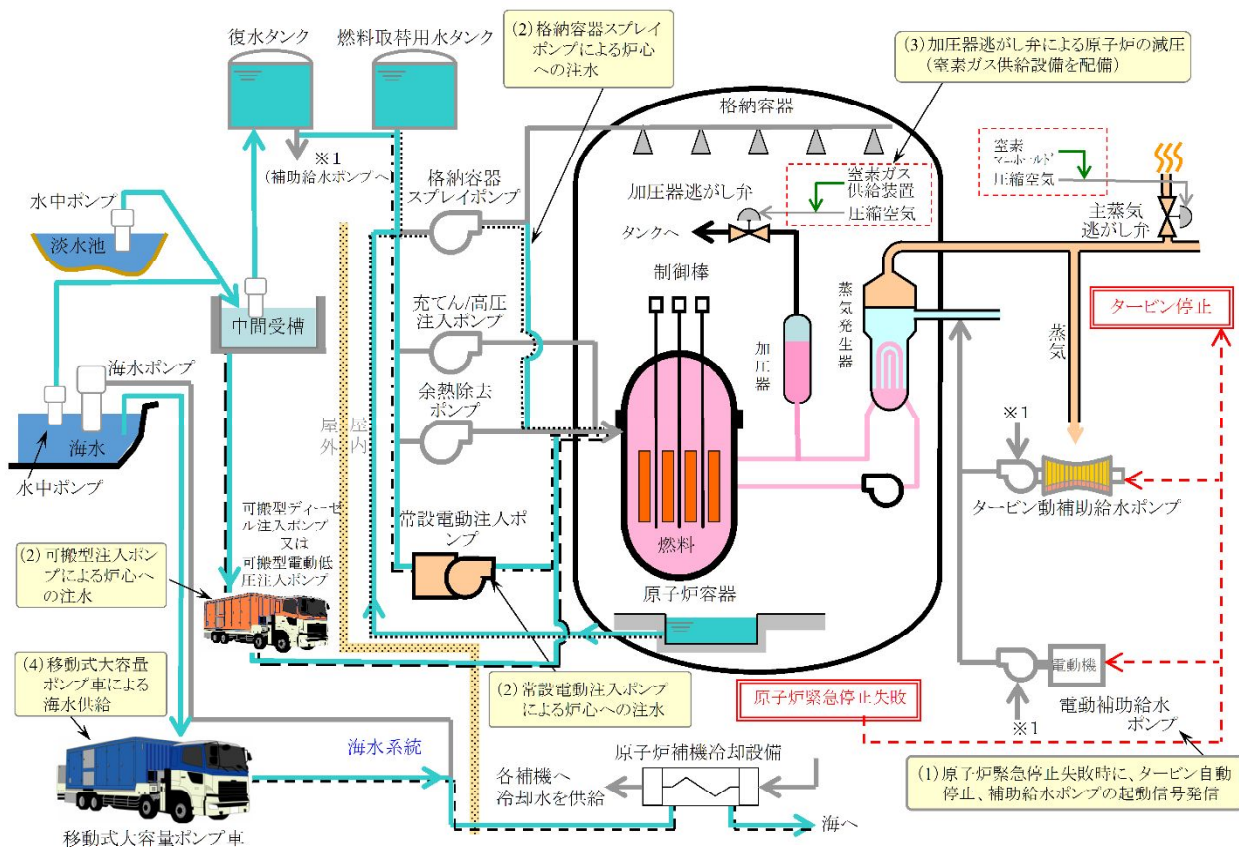 復水タンク
燃料取替用水タンク
(2)格納容器スプレイ
ポンプによる炉心
への注水
(3)加圧器逃がし弁による原子炉の減圧
(窒素ガス供給設備を配備)
格納容器
※1
(補助給水ポンプへ)
水中ポンプ
淡水池
格納容器
スプレイポンプ
加圧器逃がし弁
窒素ガス
供給装置
圧縮空気
タンクへ
窒素
マニホールド
圧縮空気
主蒸気
逃がし弁
制御棒
蒸気発生器
加圧器
中間受槽
充てん/高圧
注入ポンプ
タービン停止
蒸気
海水ポンプ
余熱除去
ポンプ
屋外
屋内
海水
水中ポンプ
※1
タービン動補助給水ポンプ
可搬型ディーゼ
ル注入ポンプ
又は
可搬型電動低
圧注入ポンプ
常設電動注入ポ
ンプ
燃料
原子炉容器
(2)可搬型注入ポン
プによる炉心へ
の注水
(4)移動式大容量
ポンプ車による
海水供給
(2)常設電動注入ポンプ
による炉心への注水
原子炉緊急停止失敗
電動機
※1
電動補助給水
ポンプ
海水系統
原子炉補機冷却設備
各補機へ
冷却水を供給
海へ
(1)原子炉緊急停止失敗時に、タービン自動
停止、補助給水ポンプの起動信号発信
移動式大容量ポンプ車